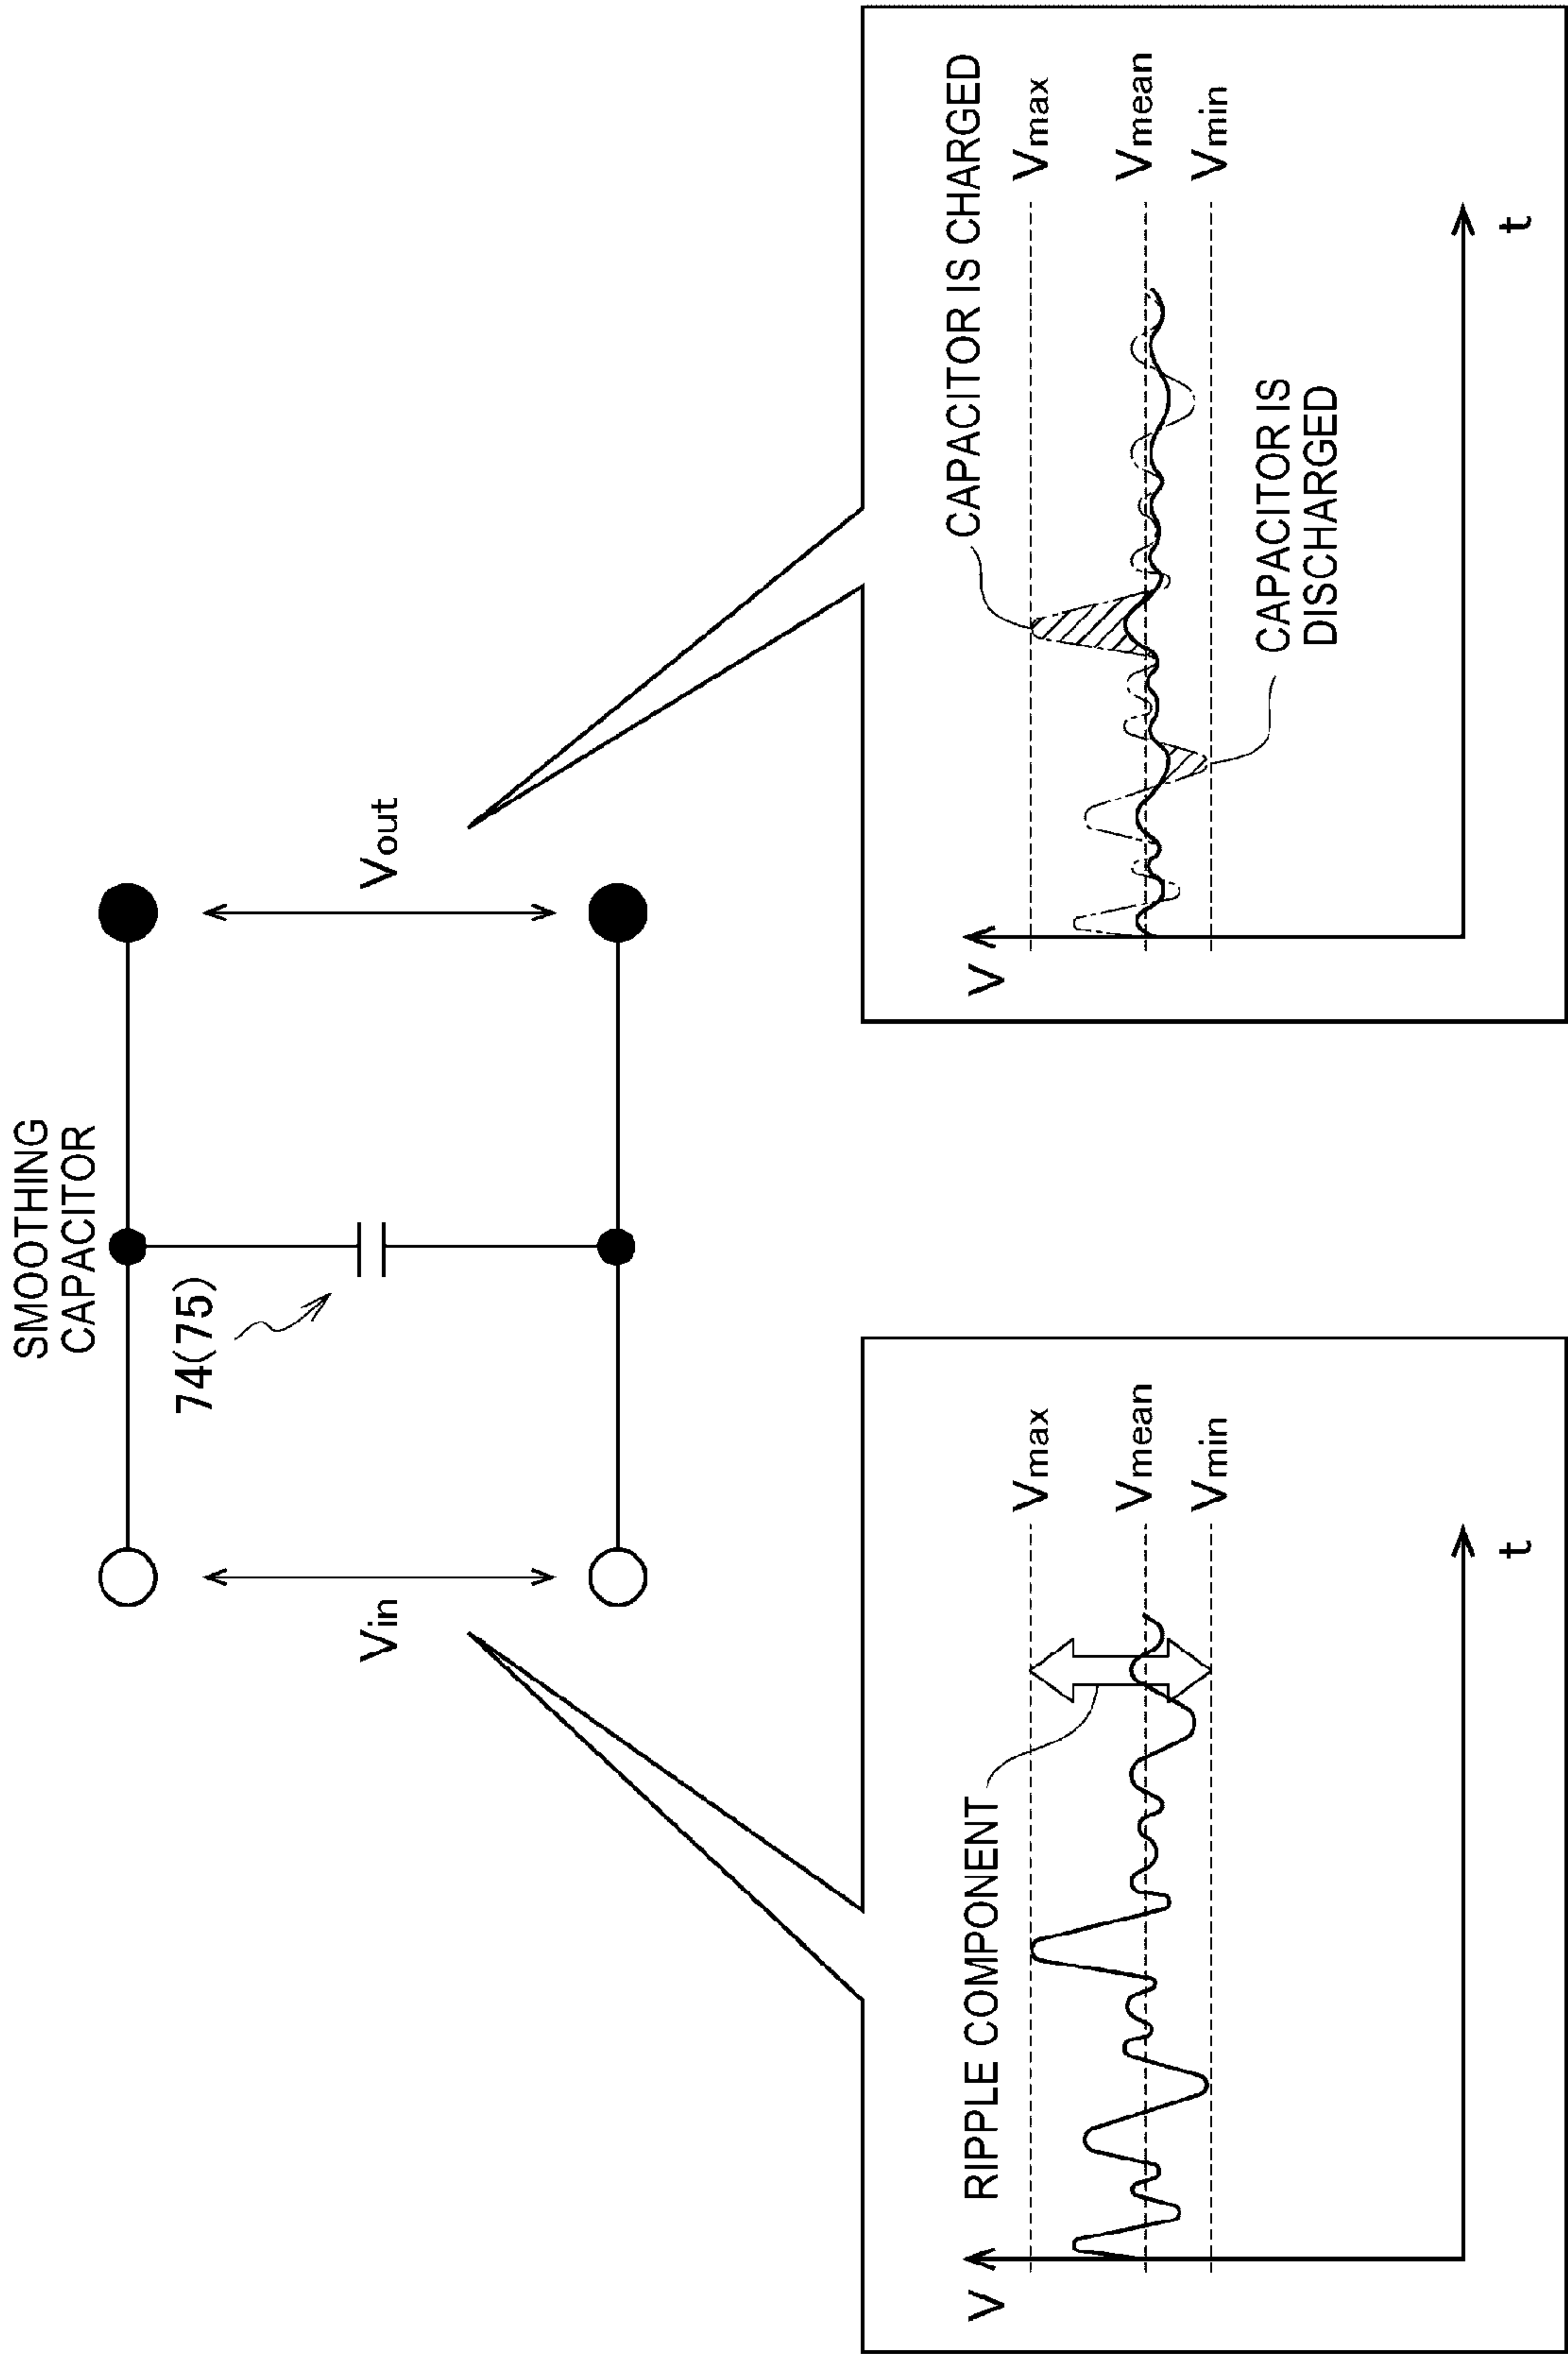 SMOOTHING
CAPACITOR
74(75)
Vin
Vout
V
RIPPLE COMPONENT
Vmax
Vmean
Vmin
t
V
CAPACITOR IS CHARGED
Vmax
Vmean
Vmin
CAPACITOR IS
DISCHARGED
t